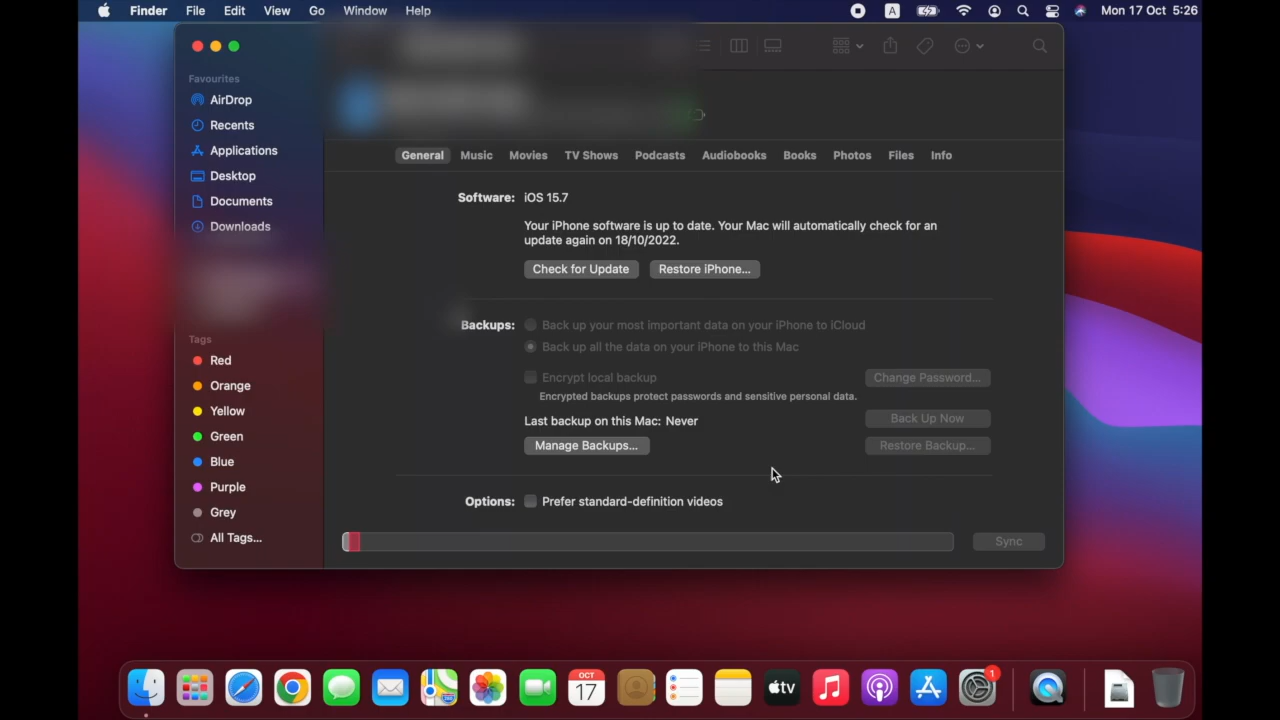 Finder File Edit View Go Window Help A Mon 17 Oct 5:26
Favourites
AirDrop
Recents
Applications
Desktop
Documents
Downloads
Tags
Red
Orange
Yellow
Green
Blue
Purple
Grey
All Tags...
General Music Movies TV Shows Podcasts Audiobooks Books Photos Files Info
Software: iOS 15.7
Your iPhone software is up to date. Your Mac will automatically check for an
update again on 18/10/2022.
Check for Update Restore iPhone...
Backups: Back up your most important data on your iPhone to iCloud
Back up all the data on your iPhone to this Mac
Encrypt local backup Change Password...
Encrypted backups protect passwords and sensitive personal data.
Last backup on this Mac: Never Back Up Now
Manage Backups... Restore Backup...
Options: Prefer standard-definition videos
Sync
OCT
17
tv
1